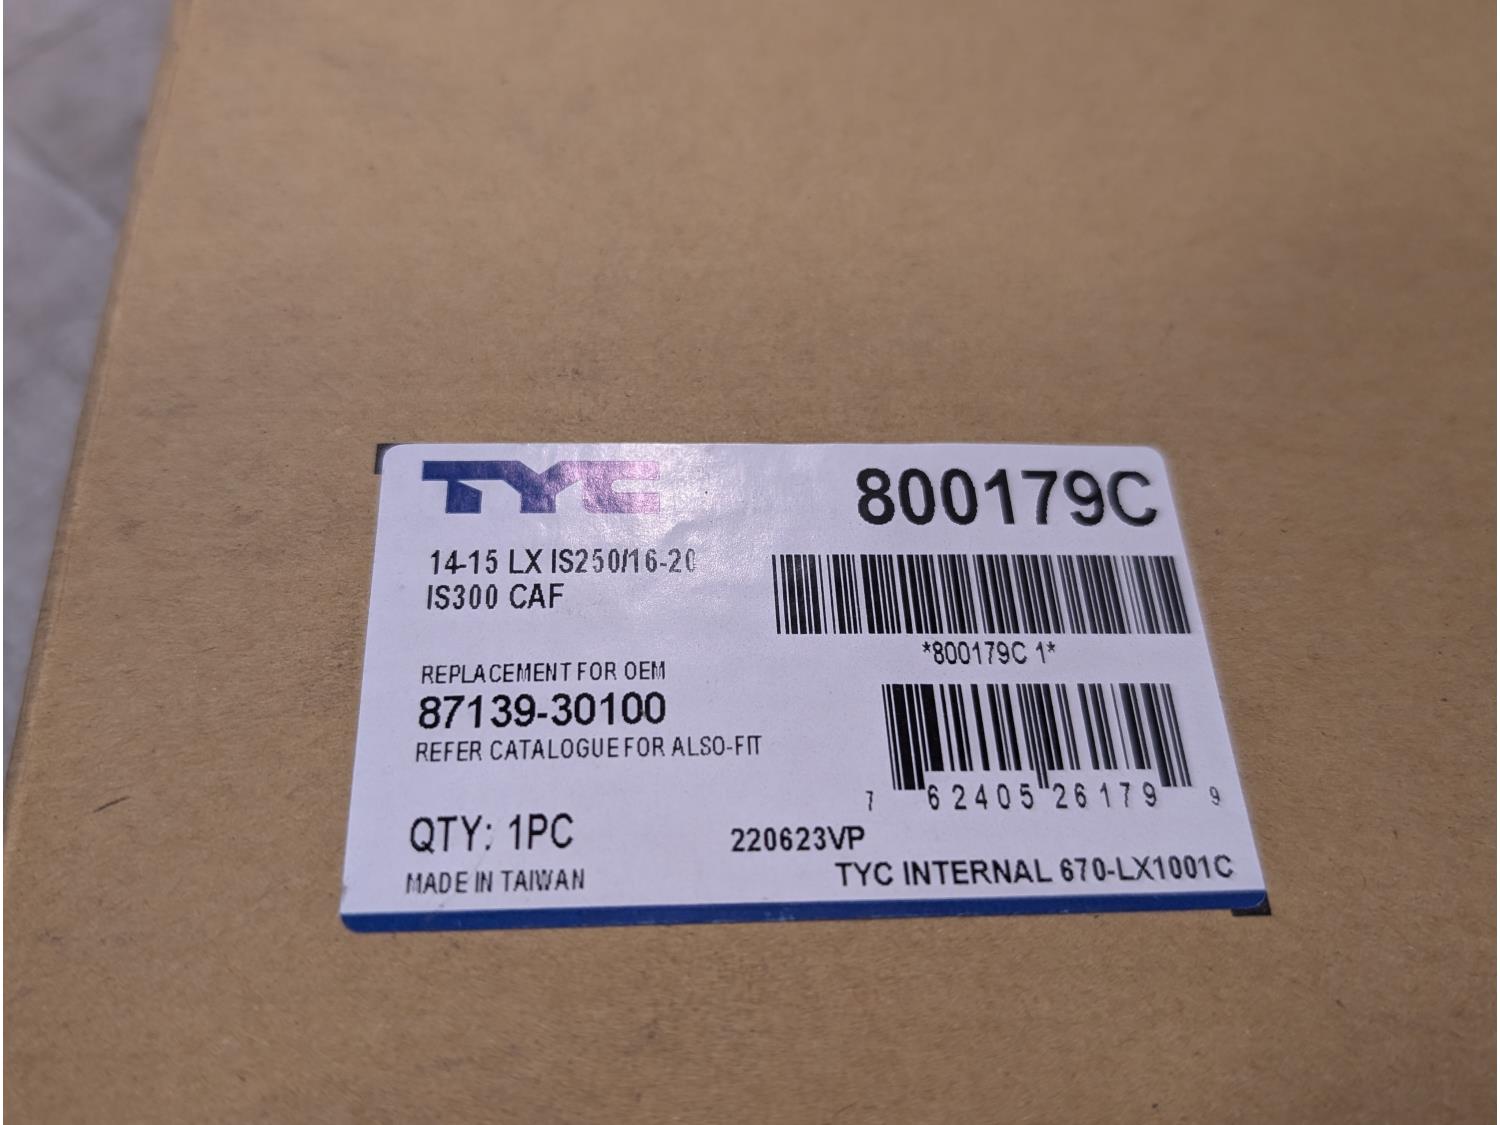 TYC
800179C
14-15 LX IS250/16-20
IS300 CAF
*800179C 1*
REPLACEMENT FOR OEM
87139-30100
REFER CATALOGUE FOR ALSO-FIT
7 62405 26179 9
QTY: 1PC
220623VP
MADE IN TAIWAN
TYC INTERNAL 670-LX1001C